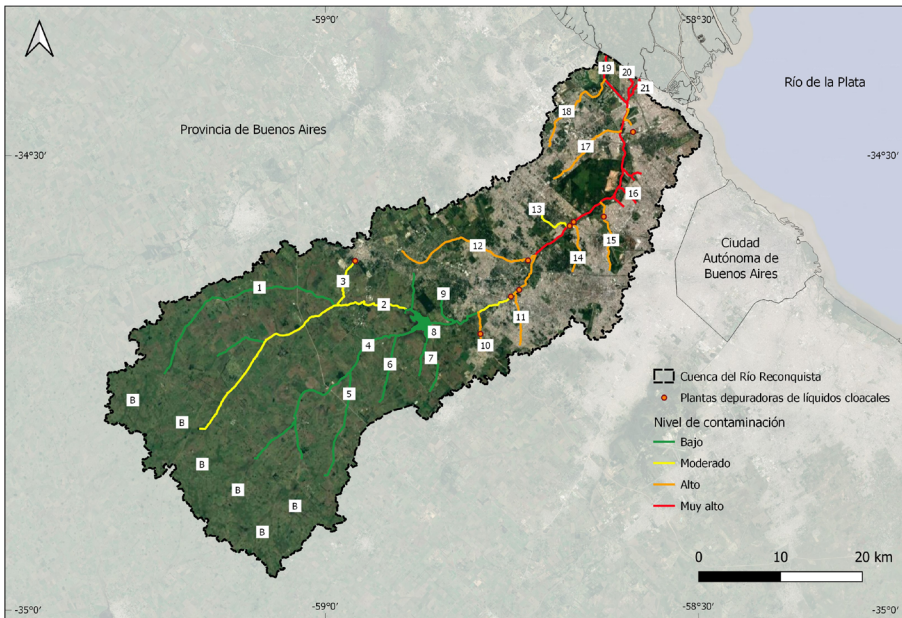 -59°0'
-58°30'
19
20
21
Río de la Plata
18
Provincia de Buenos Aires
17
-34°30'
-34°30'
16
13
12
15
14
Ciudad
Autónoma de
Buenos Aires
3
1
9
2
11
8
10
4
7
6
Cuenca del Río Reconquista
5
B
Plantas depuradoras de líquidos cloacales
B
Nivel de contaminación
Bajo
B
Moderado
B
Alto
B
Muy alto
B
0 10 20 km
-35°0'
-35°0'
-59°0'
-58°30'